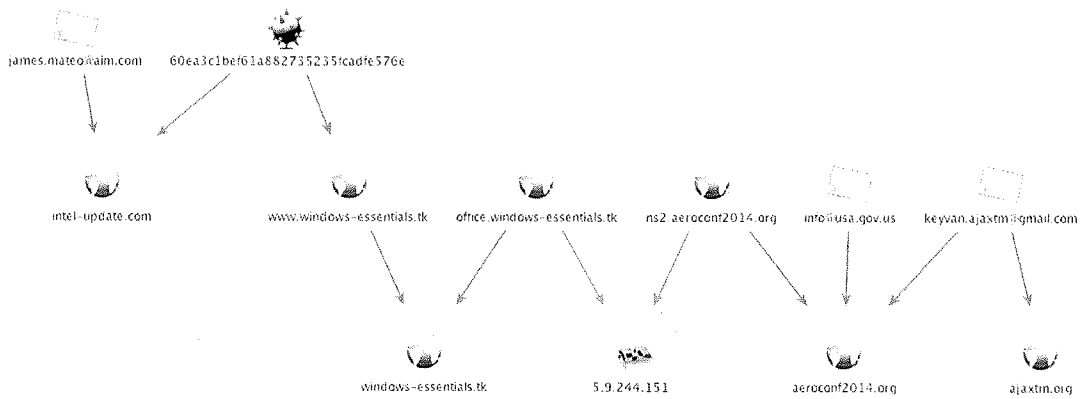 james.mateo@aim.com
60ea3c1bef61a882735235fcadfe576e
intel-update.com
www.windows-essentials.tk
office.windows-essentials.tk
ns2.aeroconf2014.org
info@usa.gov.us
keyvan.ajaxtm@gmail.com
windows-essentials.tk
5.9.244.151
aeroconf2014.org
ajaxtm.org